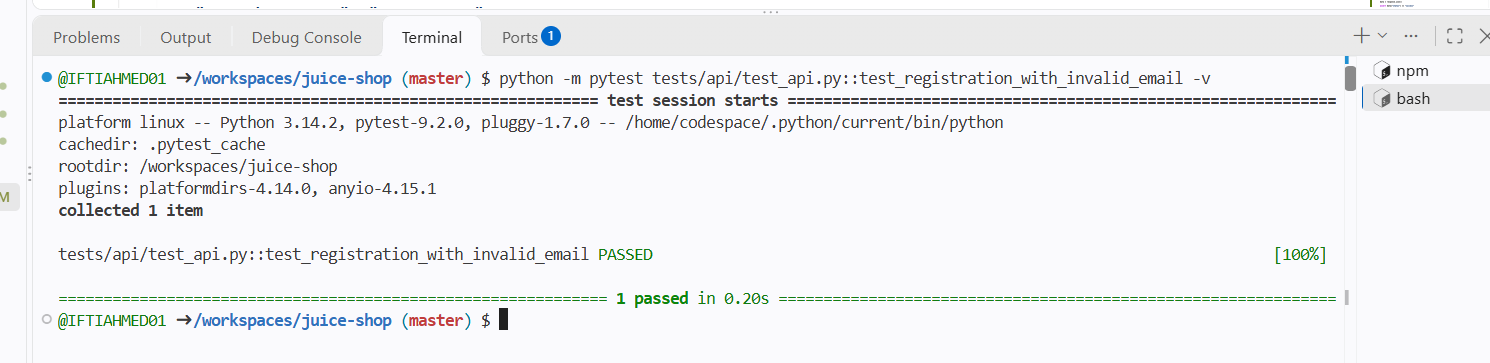 Problems Output Debug Console Terminal Ports 1
@IFTIAHMED01 ➜/workspaces/juice-shop (master) $ python -m pytest tests/api/test_api.py::test_registration_with_invalid_email -v
============================================================ test session starts =============================================================
platform linux -- Python 3.14.2, pytest-9.2.0, pluggy-1.7.0 -- /home/codespace/.python/current/bin/python
cachedir: .pytest_cache
rootdir: /workspaces/juice-shop
plugins: platformdirs-4.14.0, anyio-4.15.1
collected 1 item
tests/api/test_api.py::test_registration_with_invalid_email PASSED [100%]
============================================================= 1 passed in 0.20s ==============================================================
@IFTIAHMED01 ➜/workspaces/juice-shop (master) $
npm
bash
M